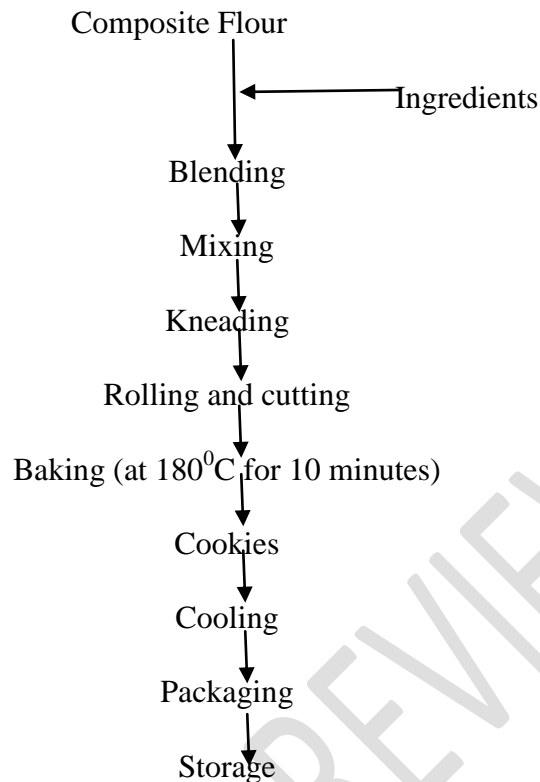 Composite Flour
Ingredients
Blending
Mixing
Kneading
Rolling and cutting
Baking (at 180⁰C for 10 minutes)
Cookies
Cooling
Packaging
Storage